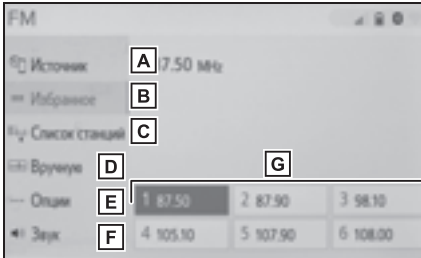 FM
Источник A 87.50 MHz
Избранное B
Список станций C
Вручную D
G
Опции E 1 87.50 2 87.90 3 98.10
Звук F 4 105.10 5 107.90 6 108.00